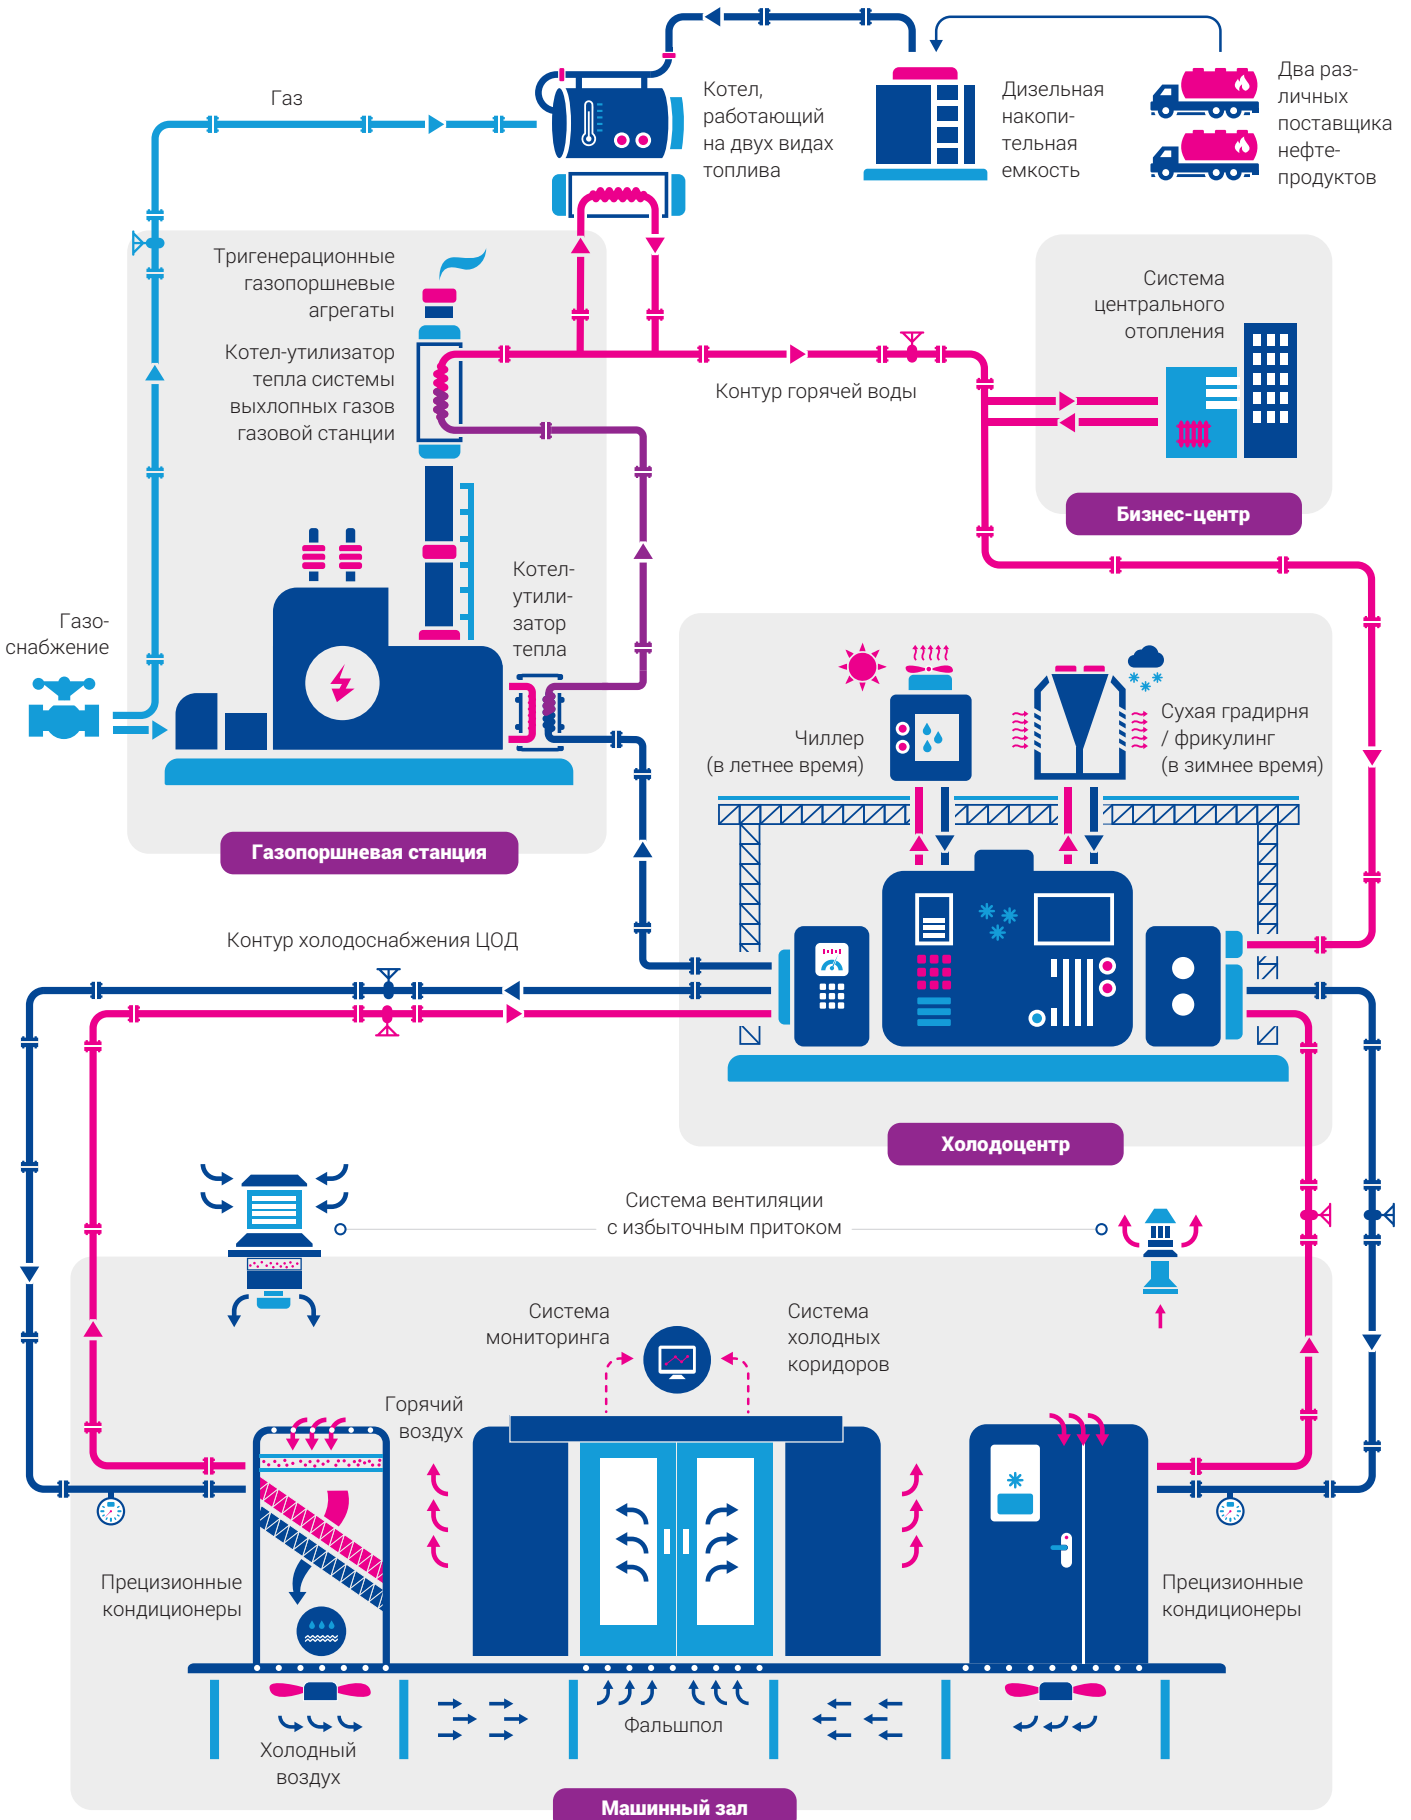 Газ
Котел,
работающий
на двух видах
топлива
Дизельная
накопи-
тельная
емкость
Два раз-
личных
поставщика
нефте-
продуктов
Тригенерационные
газопоршневые
агрегаты
Котел-утилизатор
тепла системы
выхлопных газов
газовой станции
Контур горячей воды
Система
центрального
отопления
Бизнес-центр
Котел-
утили-
затор
тепла
Газо-
снабжение
Газопоршневая станция
Чиллер
(в летнее время)
Сухая градирня
/ фрикулинг
(в зимнее время)
Контур холодоснабжения ЦОД
Холодоцентр
Система вентиляции
с избыточным притоком
Система
мониторинга
Система
холодных
коридоров
Горячий
воздух
Прецизионные
кондиционеры
Прецизионные
кондиционеры
Фальшпол
Холодный
воздух
Машинный зал